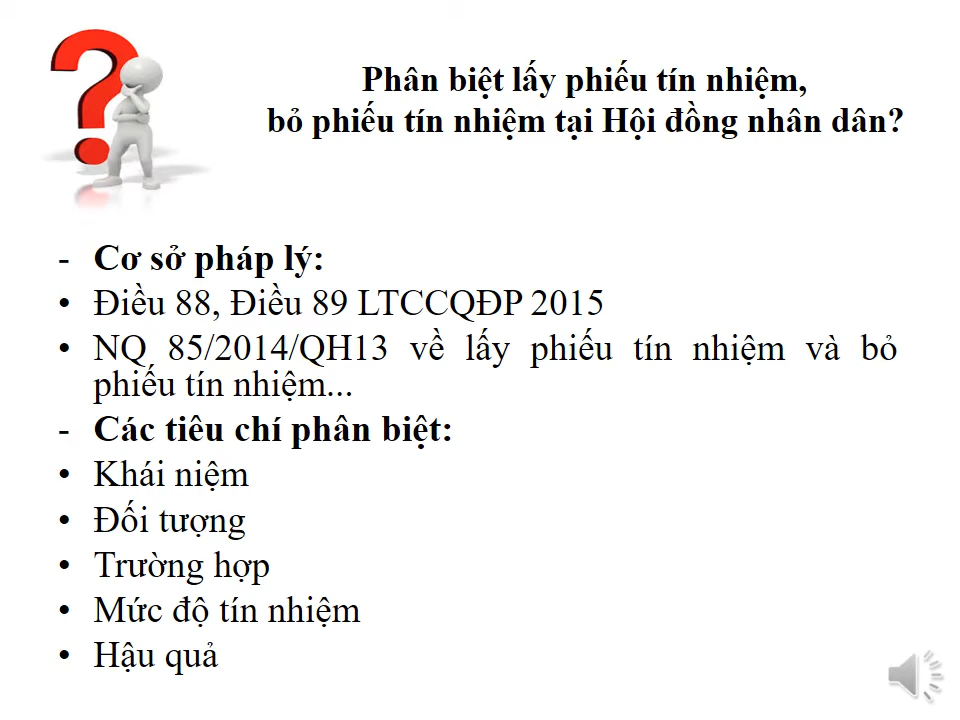 Phân biệt lấy phiếu tín nhiệm,
bỏ phiếu tín nhiệm tại Hội đồng nhân dân?
- Cơ sở pháp lý:
• Điều 88, Điều 89 LTCCQĐP 2015
• NQ 85/2014/QH13 về lấy phiếu tín nhiệm và bỏ
phiếu tín nhiệm...
- Các tiêu chí phân biệt:
• Khái niệm
• Đối tượng
• Trường hợp
• Mức độ tín nhiệm
• Hậu quả